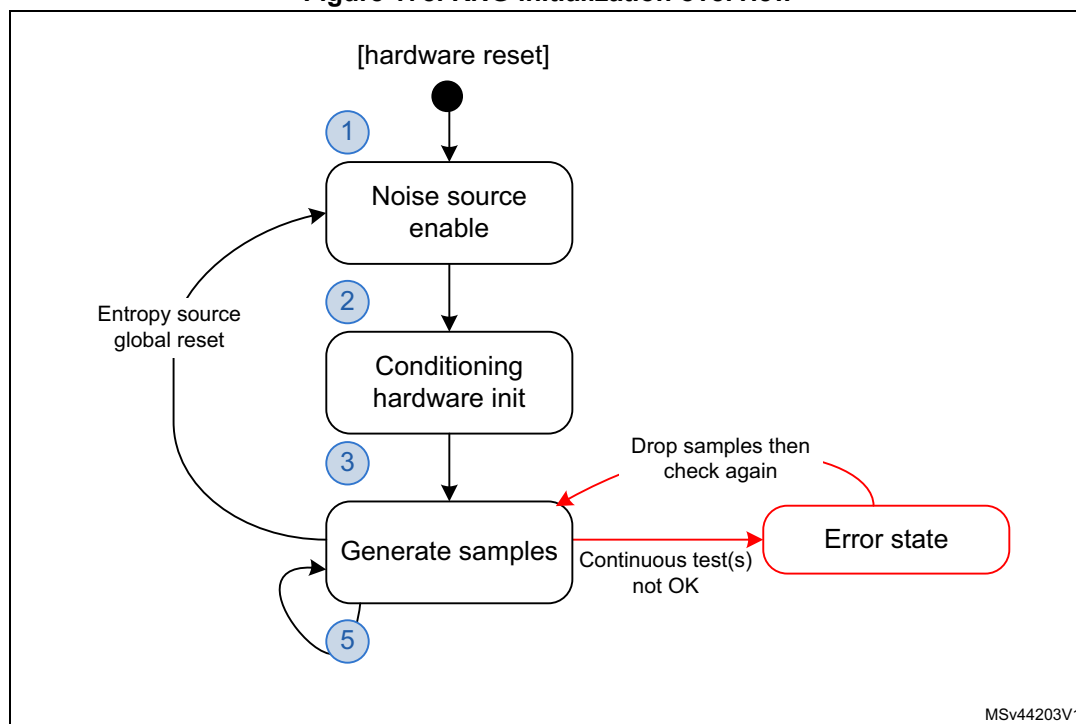 [hardware reset]
1
Noise source
enable
2
Entropy source
global reset
Conditioning
hardware init
3
Drop samples then
check again
Generate samples
Continuous test(s)
not OK
Error state
5
MSv44203V1